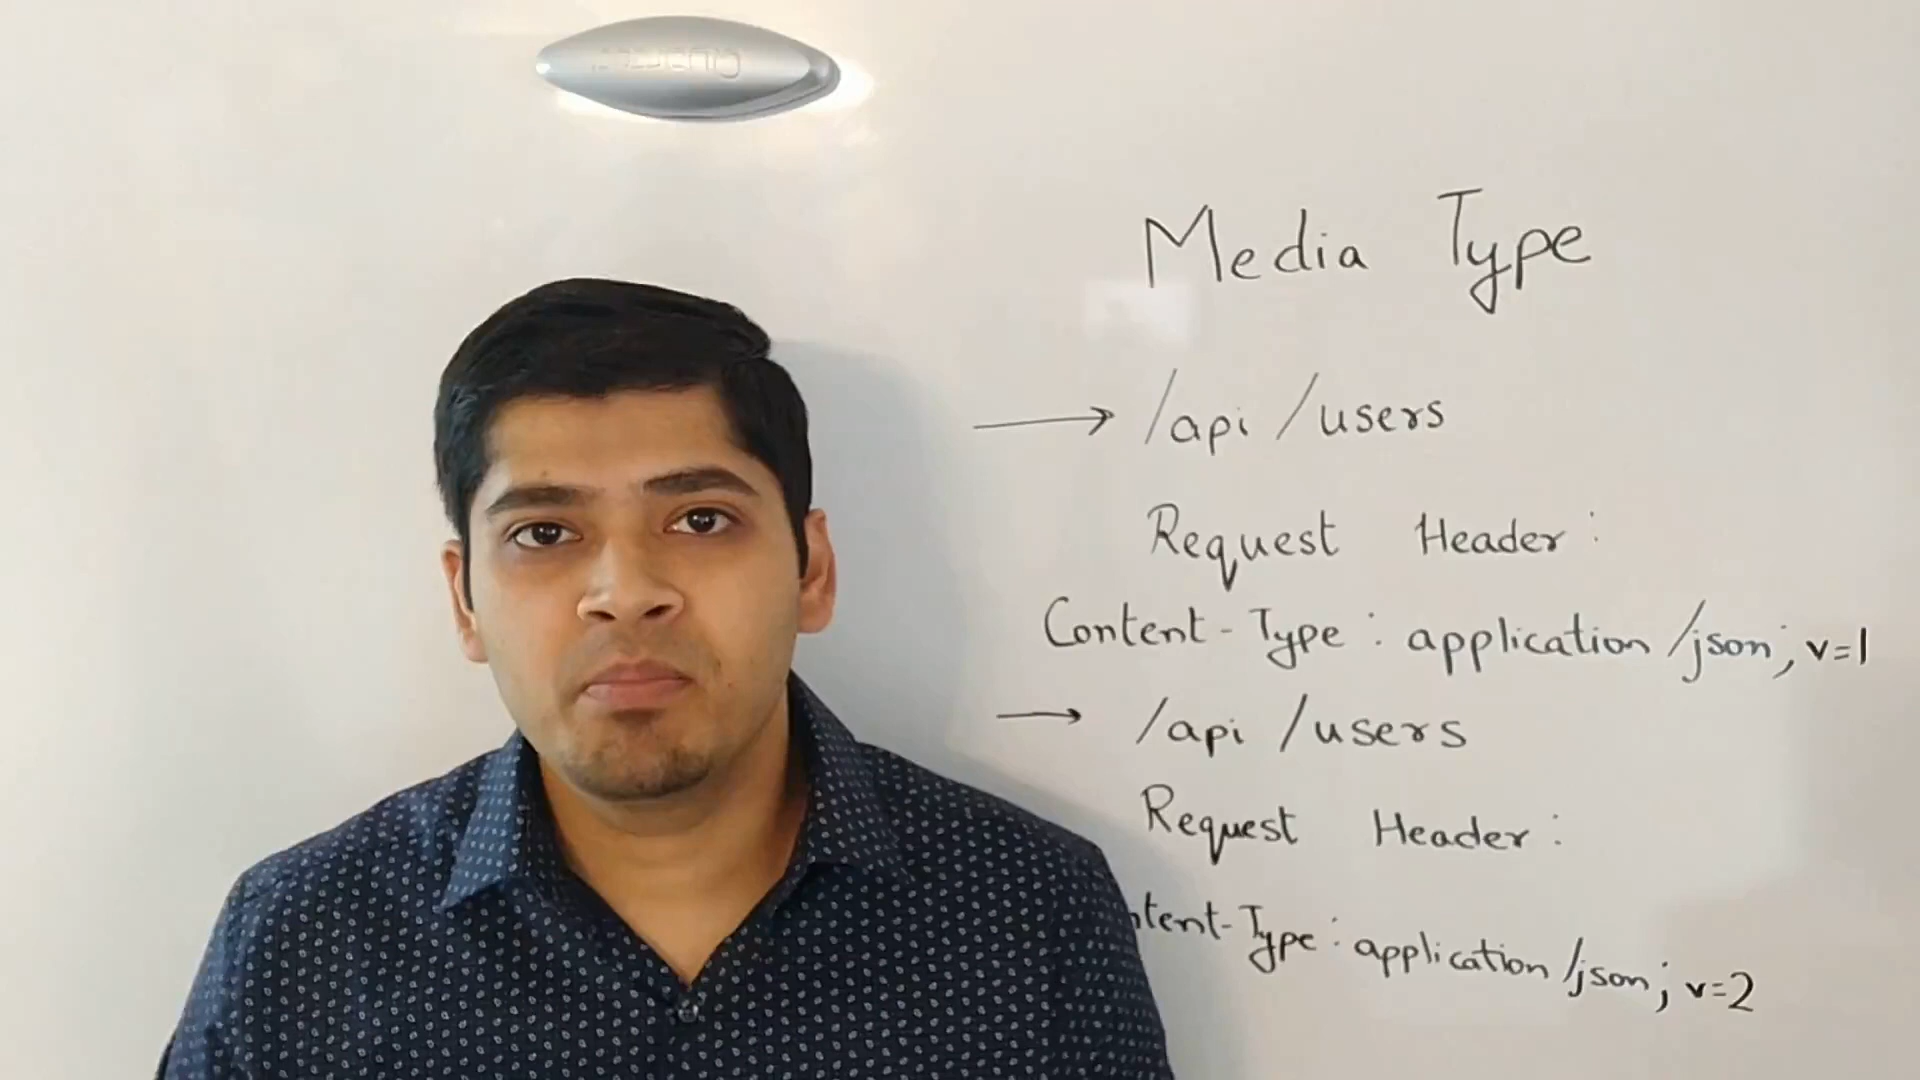 Media Type
/api/users
Request Header:
Content-Type: application/json; v=1
/api/users
Request Header:
ntent-Type: application/json; v=2